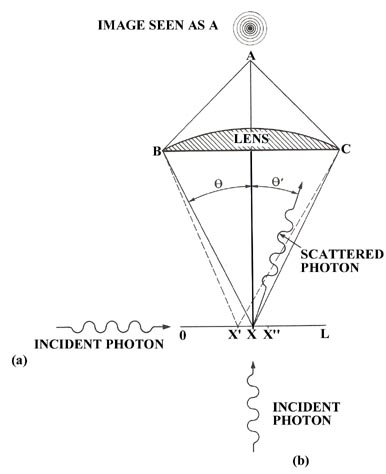 IMAGE SEEN AS A
A
B
LENS
C
θ
θ'
SCATTERED
PHOTON
INCIDENT PHOTON
0
X'
X
X''
L
(a)
INCIDENT
PHOTON
(b)